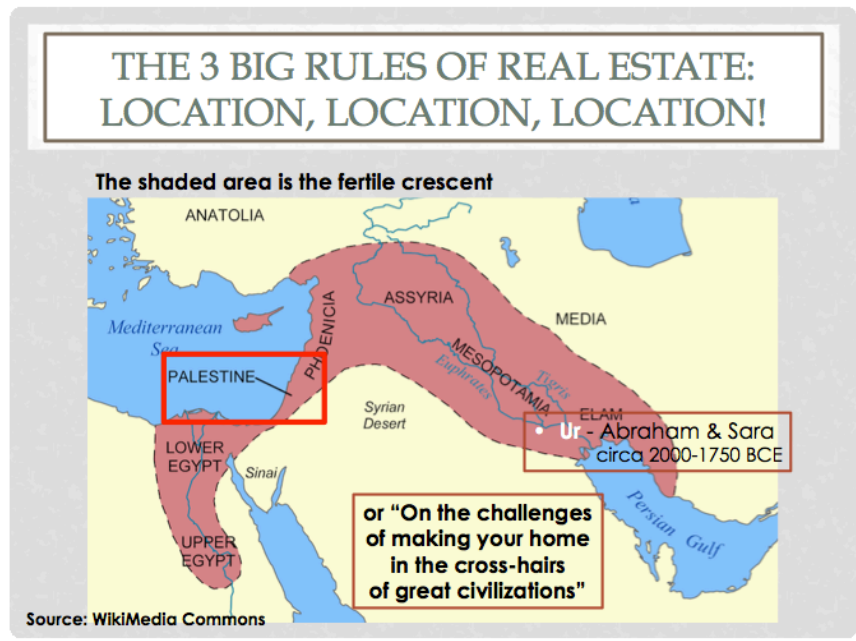 THE 3 BIG RULES OF REAL ESTATE:
LOCATION, LOCATION, LOCATION!
The shaded area is the fertile crescent
ANATOLIA
ASSYRIA
MEDIA
PHOENICIA
Mediterranean
Sea
MESOPOTAMIA
Euphrates
Tigris
PALESTINE
Syrian
Desert
ELAM
Ur - Abraham & Sara
circa 2000-1750 BCE
LOWER
EGYPT
Sinai
Persian Gulf
or “On the challenges
of making your home
in the cross-hairs
of great civilizations”
UPPER
EGYPT
Source: WikiMedia Commons